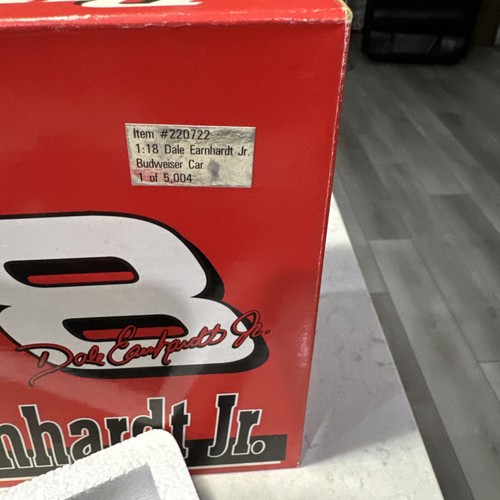 Item #220722
1:18 Dale Earnhardt Jr.
Budweiser Car
1 of 5,004
8
Dale Earnhardt Jr.
nhardt Jr.